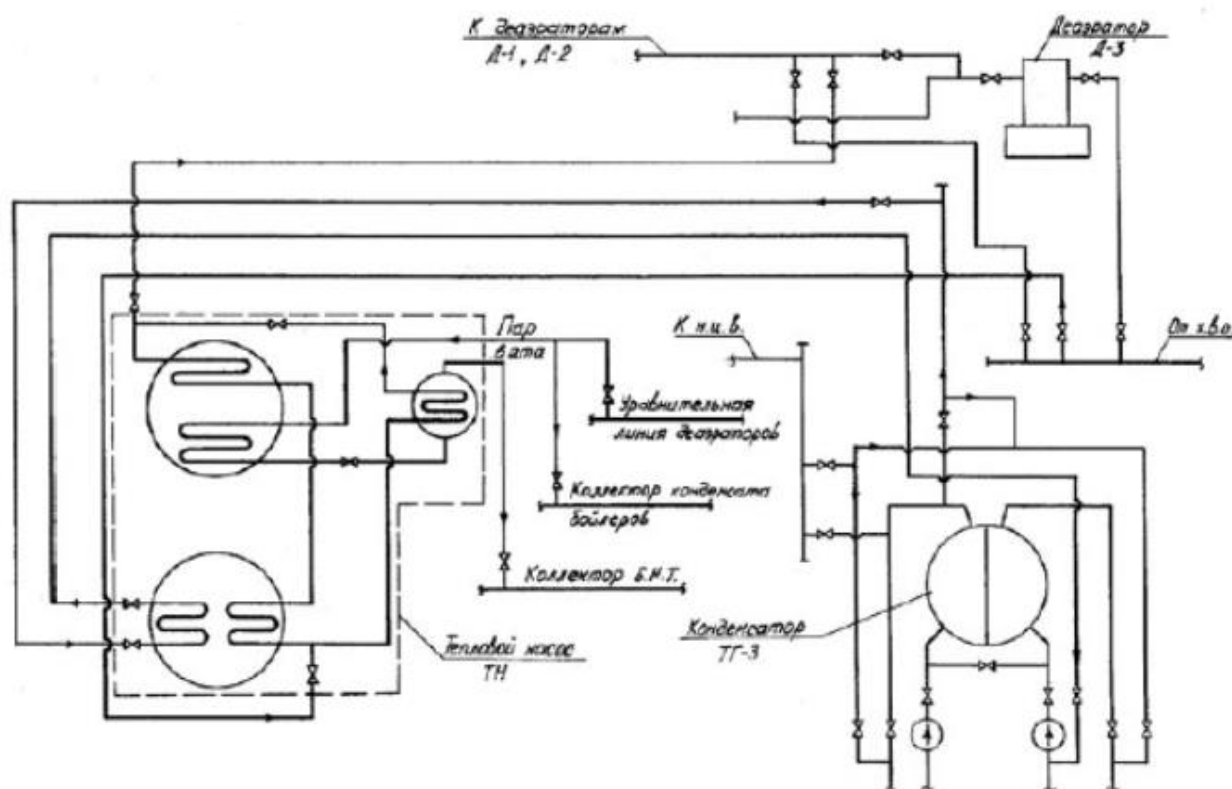 К деаэраторам
Д-1, Д-2
Деаэратор
Д-3
Пар
6 ата
К н.ц.в.
От х.в.о.
Уравнительная
линия деаэраторов
Коллектор конденсата
бойлеров
Коллектор Б.Н.Т.
Конденсатор
ТГ-3
Тепловой насос
ТН